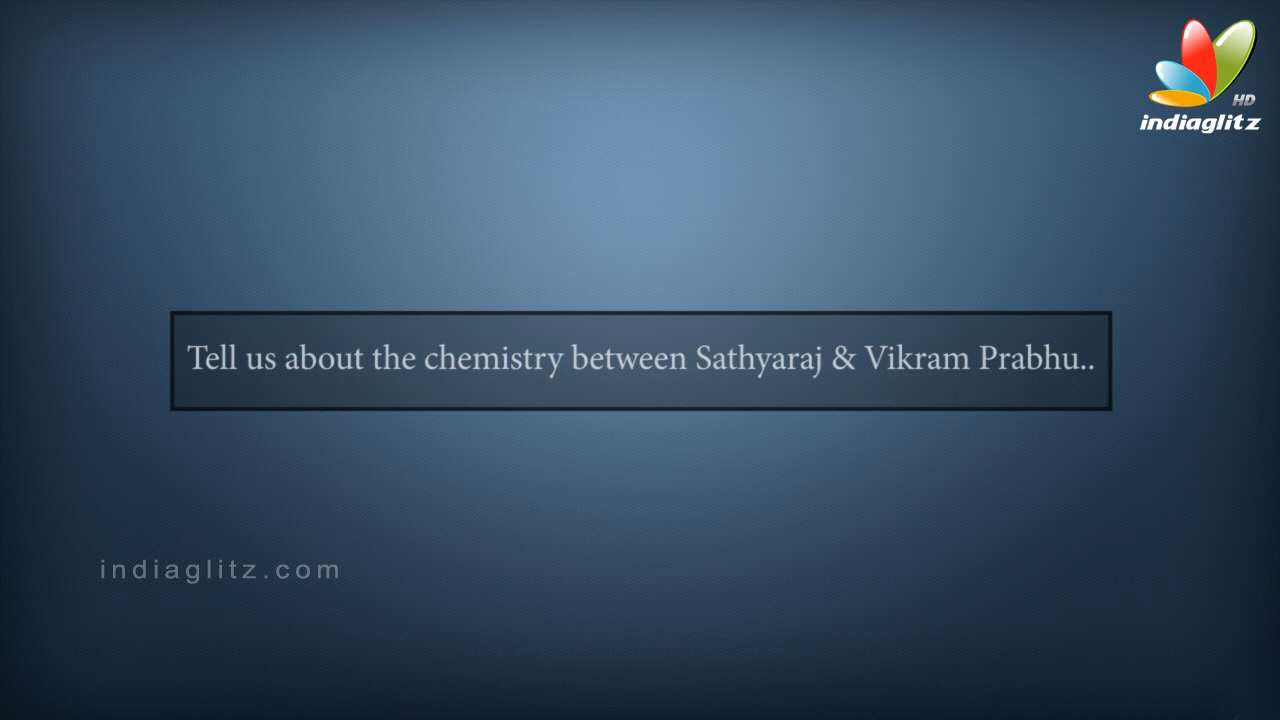 HD
indiaglitz
Tell us about the chemistry between Sathyaraj & Vikram Prabhu..
indiaglitz.com